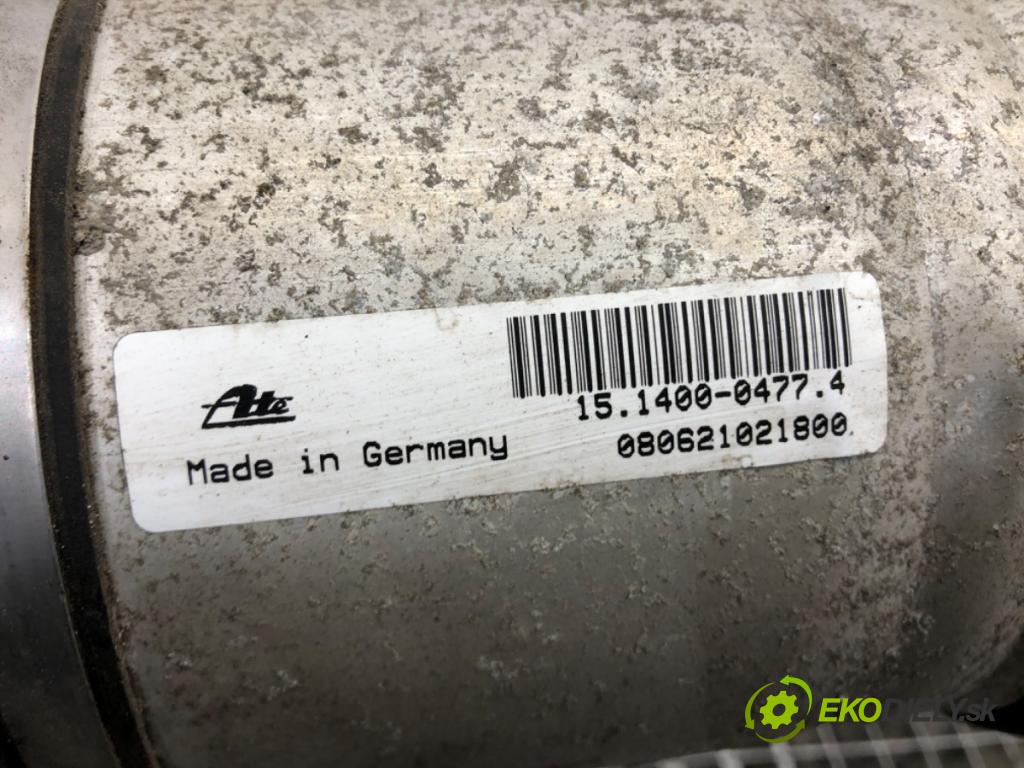 Ate
15.1400-0477.4
Made in Germany
080621021800
EKODIELY.sk